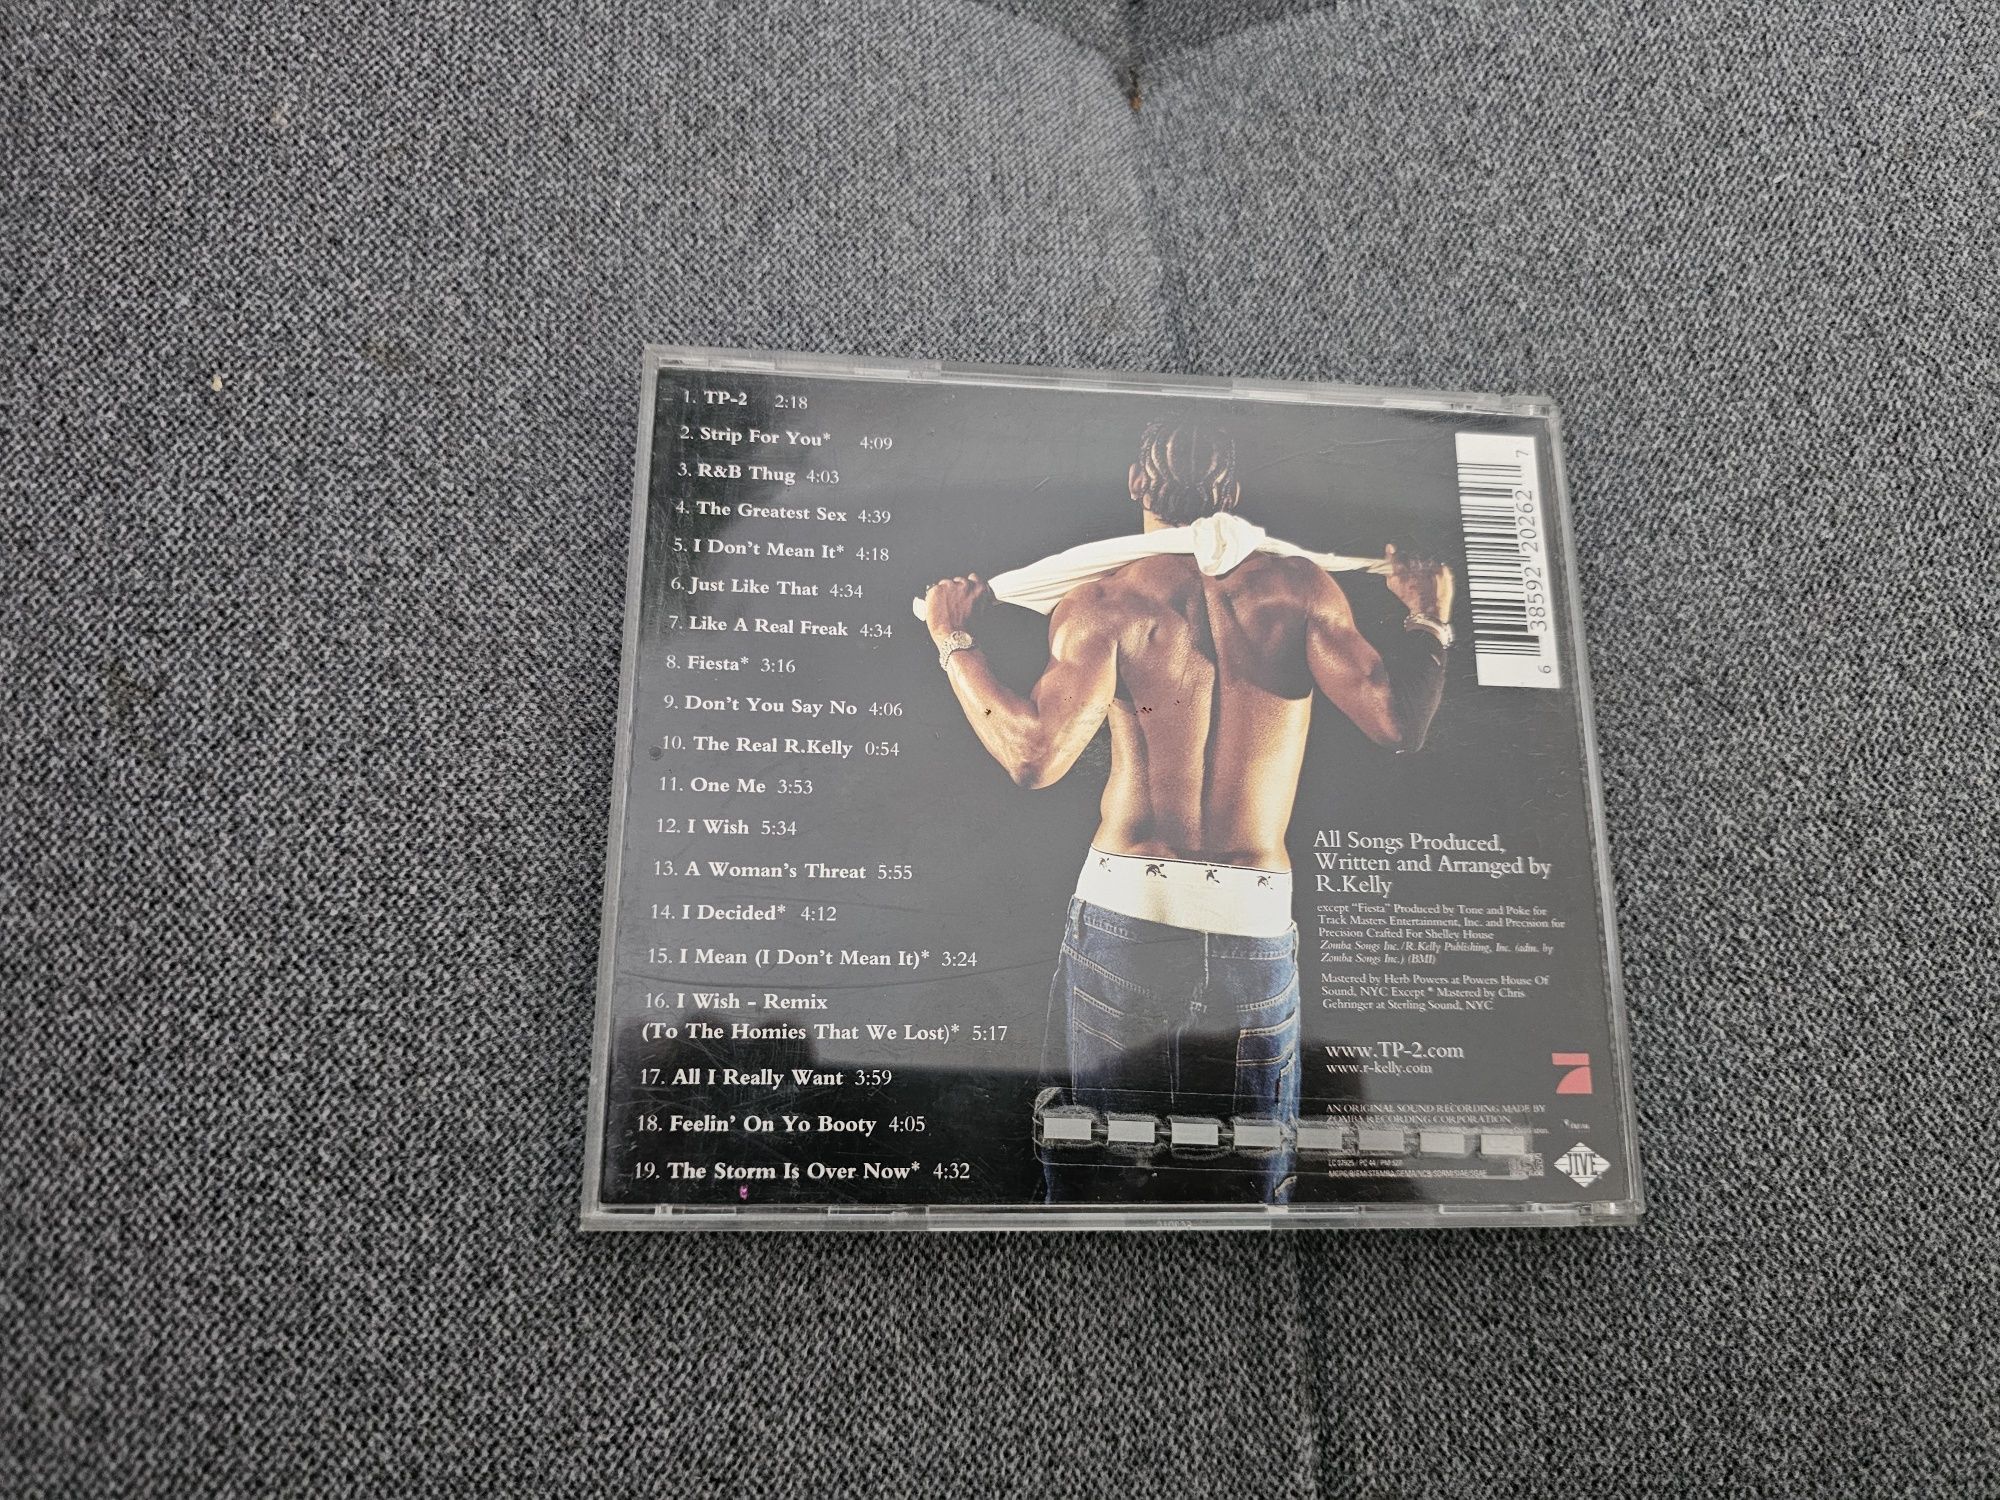 1. TP-2 2:18
2. Strip For You* 4:09
3. R&B Thug 4:03
4. The Greatest Sex 4:39
5. I Don't Mean It* 4:18
6. Just Like That 4:34
7. Like A Real Freak 4:34
8. Fiesta* 3:16
9. Don't You Say No 4:06
10. The Real R.Kelly 0:54
11. One Me 3:53
12. I Wish 5:34
13. A Woman's Threat 5:55
14. I Decided* 4:12
15. I Mean (I Don't Mean It)* 3:24
16. I Wish - Remix
(To The Homies That We Lost)* 5:17
17. All I Really Want 3:59
18. Feelin' On Yo Booty 4:05
19. The Storm Is Over Now* 4:32
6 38592 20262 7
All Songs Produced,
Written and Arranged by
R.Kelly
except "Fiesta" Produced by Tone and Poke for
Track Masters Entertainment, Inc. and Precision for
Precision Crafted For Shelley House
Zomba Songs Inc./R.Kelly Publishing, Inc. (adm. by
Zomba Songs Inc.) (BMI)
Mastered by Herb Powers at Powers House Of
Sound, NYC Except * Mastered by Chris
Gehringer at Sterling Sound, NYC
www.TP-2.com
www.r-kelly.com
AN ORIGINAL SOUND RECORDING MADE BY
ZOMBA RECORDING CORPORATION
JIVE